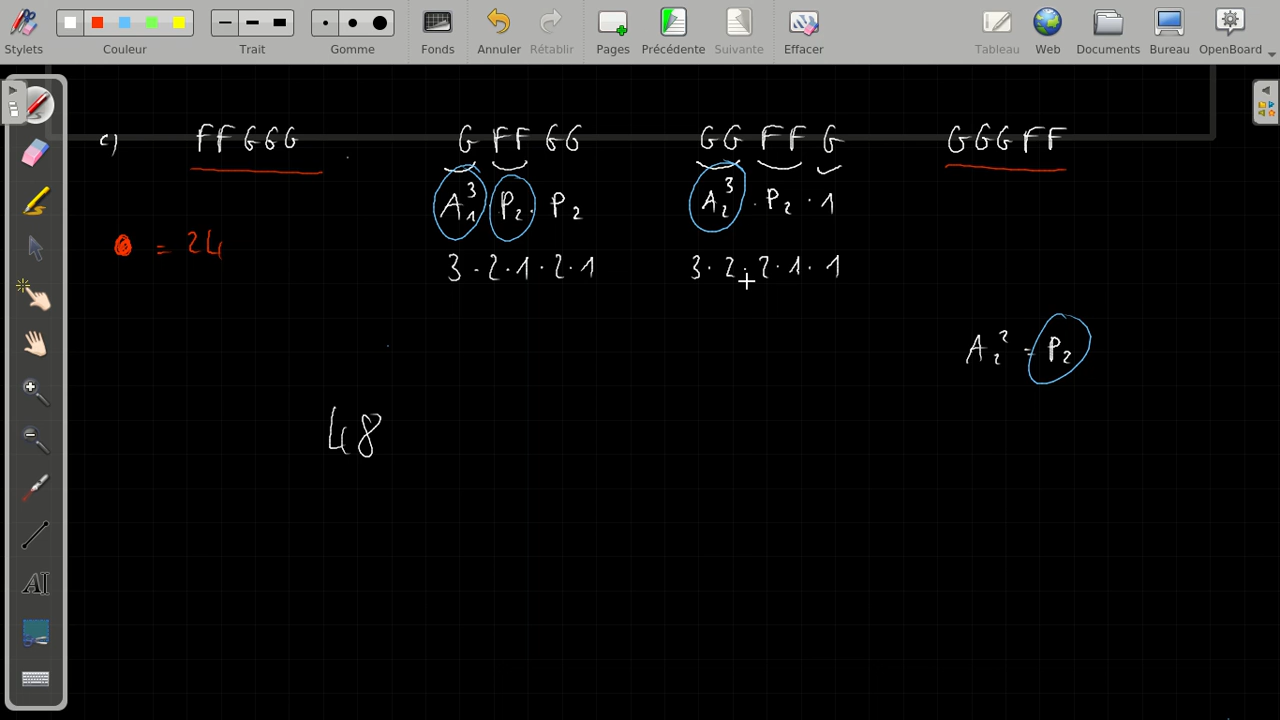 Stylets Couleur Trait Gomme Fonds Annuler Rétablir Pages Précédente Suivante Effacer Tableau Web Documents Bureau OpenBoard
c) FFGGG GFFGG GGFFG GGGFF
A₁³ P₂ · P₂ A₂³ · P₂ · 1
= 24
3 · 2 · 1 · 2 · 1 3 · 2 · 2 · 1 · 1
A₂² = P₂
48
AI